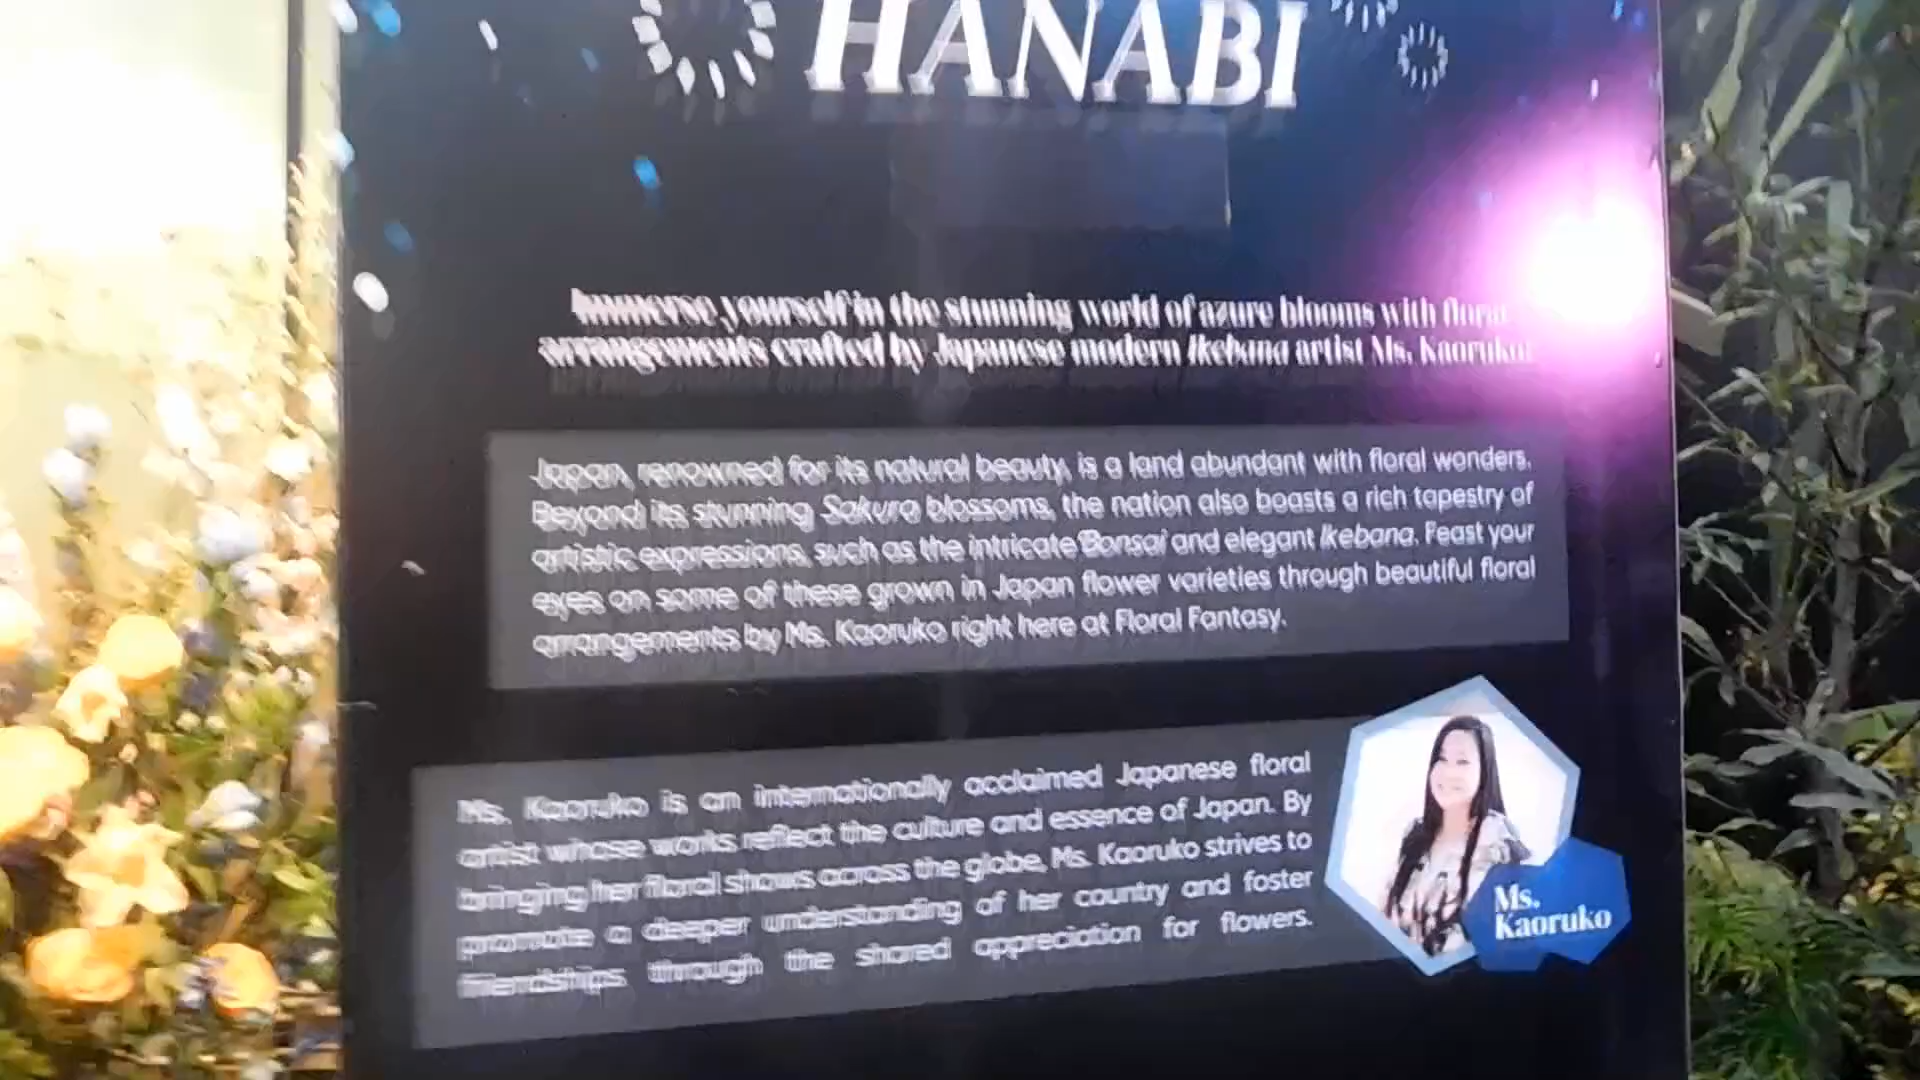 HANABI
Immerse yourself in the stunning world of azure blooms with floral
arrangements crafted by Japanese modern Ikebana artist Ms. Kaoruko.
Japan, renowned for its natural beauty, is a land abundant with floral wonders.
Beyond its stunning Sakura blossoms, the nation also boasts a rich tapestry of
artistic expressions, such as the intricate 'Bonsai' and elegant Ikebana. Feast your
eyes on some of these grown in Japan flower varieties through beautiful floral
arrangements by Ms. Kaoruko right here at Floral Fantasy.
Ms. Kaoruko is an internationally acclaimed Japanese floral
artist whose works reflect the culture and essence of Japan. By
bringing her floral shows across the globe, Ms. Kaoruko strives to
promote a deeper understanding of her country and foster
friendships through the shared appreciation for flowers.
Ms.
Kaoruko